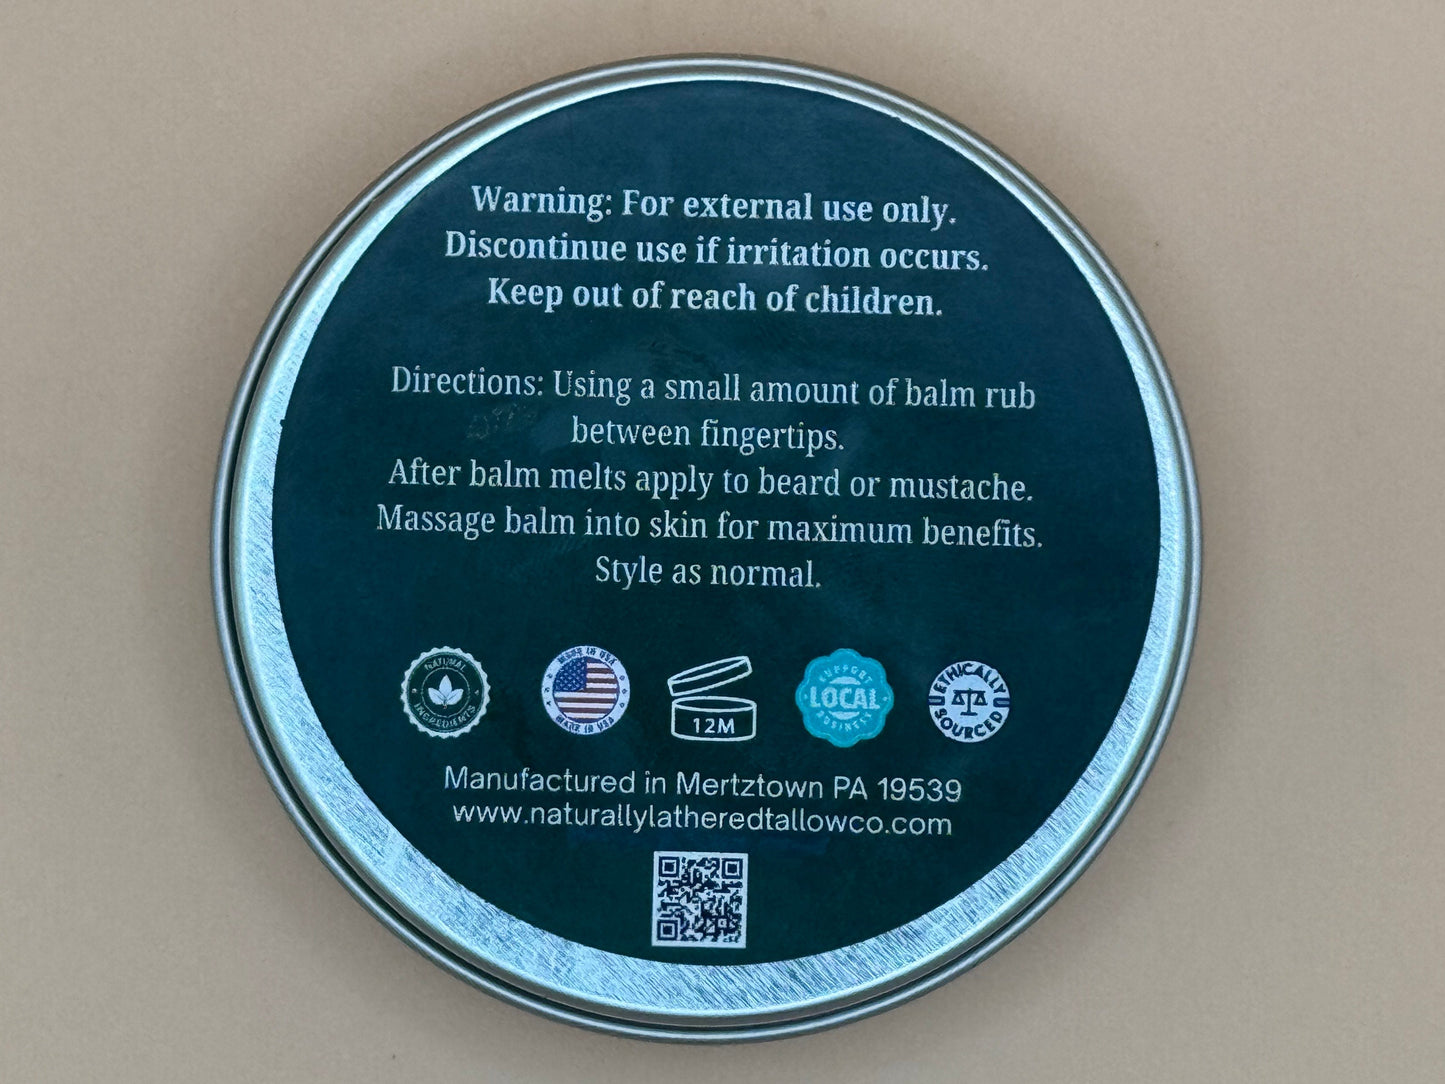 Warning: For external use only.
Discontinue use if irritation occurs.
Keep out of reach of children.
Directions: Using a small amount of balm rub
between fingertips.
After balm melts apply to beard or mustache.
Massage balm into skin for maximum benefits.
Style as normal.
NATURAL
INGREDIENTS
MADE IN USA
MADE IN USA
12M
SUPPORT
LOCAL
BUSINESS
ETHICALLY
SOURCED
Manufactured in Mertztown PA 19539
www.naturallylatheredtallowco.com